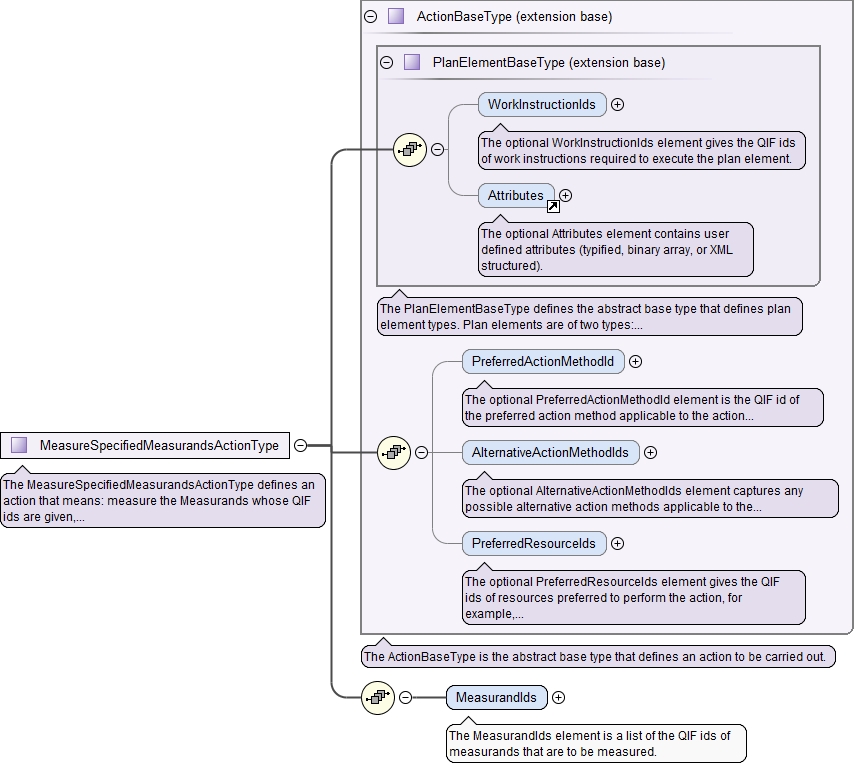 ActionBaseType (extension base)
PlanElementBaseType (extension base)
WorkInstructionIds
The optional WorkInstructionIds element gives the QIF ids
of work instructions required to execute the plan element.
Attributes
The optional Attributes element contains user
defined attributes (typified, binary array, or XML
structured).
The PlanElementBaseType defines the abstract base type that defines plan
element types. Plan elements are of two types:...
PreferredActionMethodId
The optional PreferredActionMethodId element is the QIF id of
the preferred action method applicable to the action...
MeasureSpecifiedMeasurandsActionType
The MeasureSpecifiedMeasurandsActionType defines an
action that means: measure the Measurands whose QIF
ids are given,...
AlternativeActionMethodIds
The optional AlternativeActionMethodIds element captures any
possible alternative action methods applicable to the...
PreferredResourceIds
The optional PreferredResourceIds element gives the QIF
ids of resources preferred to perform the action, for
example,...
The ActionBaseType is the abstract base type that defines an action to be carried out.
MeasurandIds
The MeasurandIds element is a list of the QIF ids of
measurands that are to be measured.